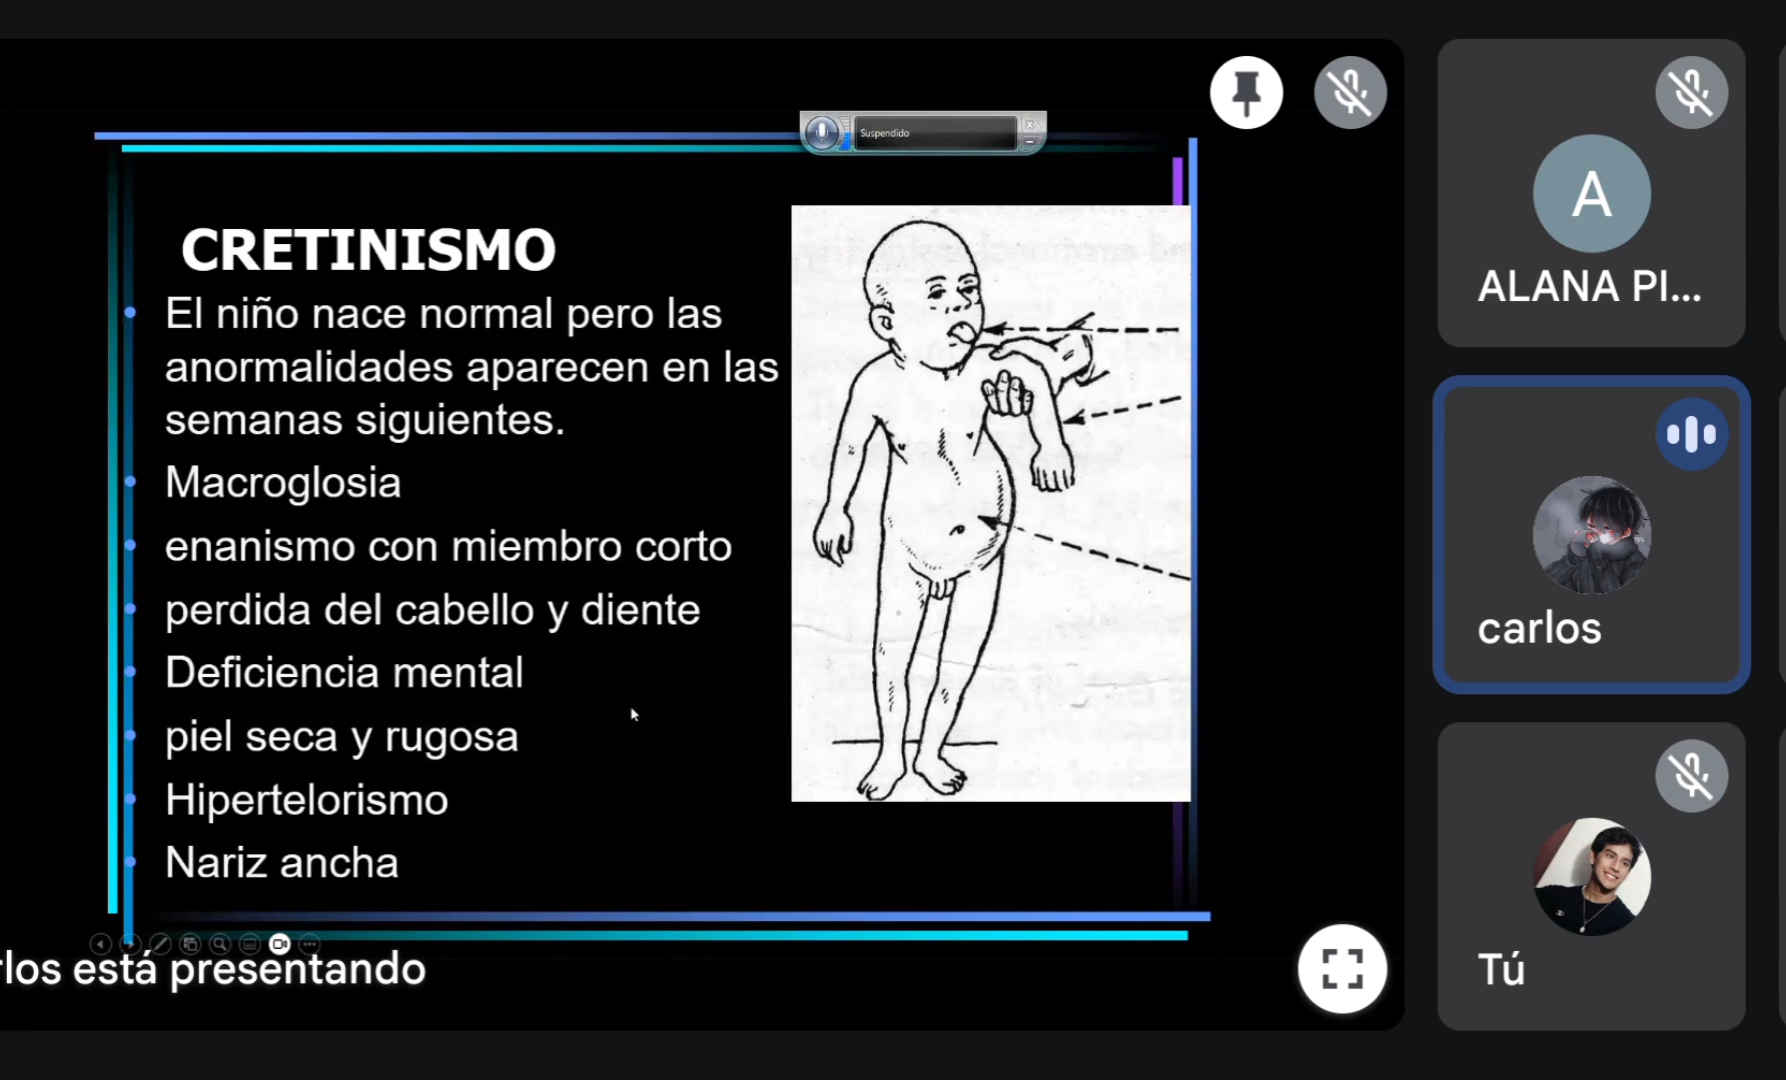 Suspendido
CRETINISMO
El niño nace normal pero las
anormalidades aparecen en las
semanas siguientes.
Macroglosia
enanismo con miembro corto
perdida del cabello y diente
Deficiencia mental
piel seca y rugosa
Hipertelorismo
Nariz ancha
rlos está presentando
A
ALANA PI...
carlos
Tú